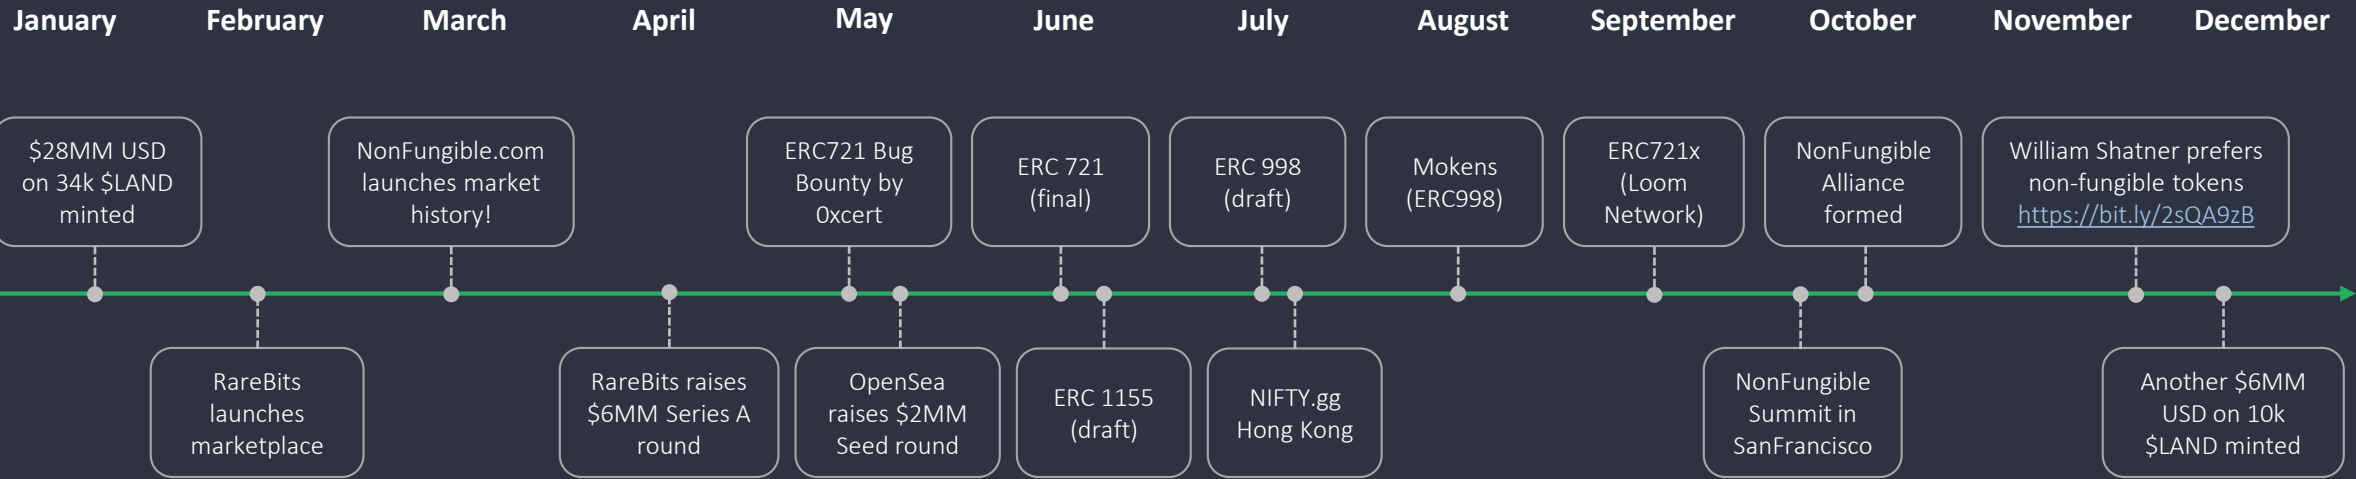 January
February
March
April
May
June
July
August
September
October
November
December
$28MM USD
on 34k $LAND
minted
NonFungible.com
launches market
history!
ERC721 Bug
Bounty by
0xcert
ERC 721
(final)
ERC 998
(draft)
Mokens
(ERC998)
ERC721x
(Loom
Network)
NonFungible
Alliance
formed
William Shatner prefers
non-fungible tokens
https://bit.ly/2sQA9zB
RareBits
launches
marketplace
RareBits raises
$6MM Series A
round
OpenSea
raises $2MM
Seed round
ERC 1155
(draft)
NIFTY.gg
Hong Kong
NonFungible
Summit in
SanFrancisco
Another $6MM
USD on 10k
$LAND minted